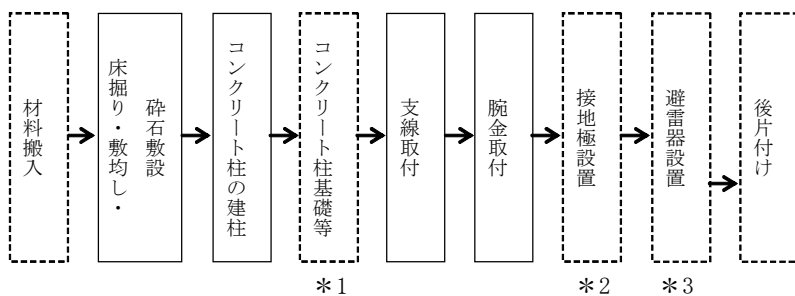 材料搬入
床掘り・敷均し・
砕石敷設
コンクリート柱の建柱
コンクリート柱基礎等
支線取付
腕金取付
接地極設置
避雷器設置
後片付け
＊1
＊2
＊3